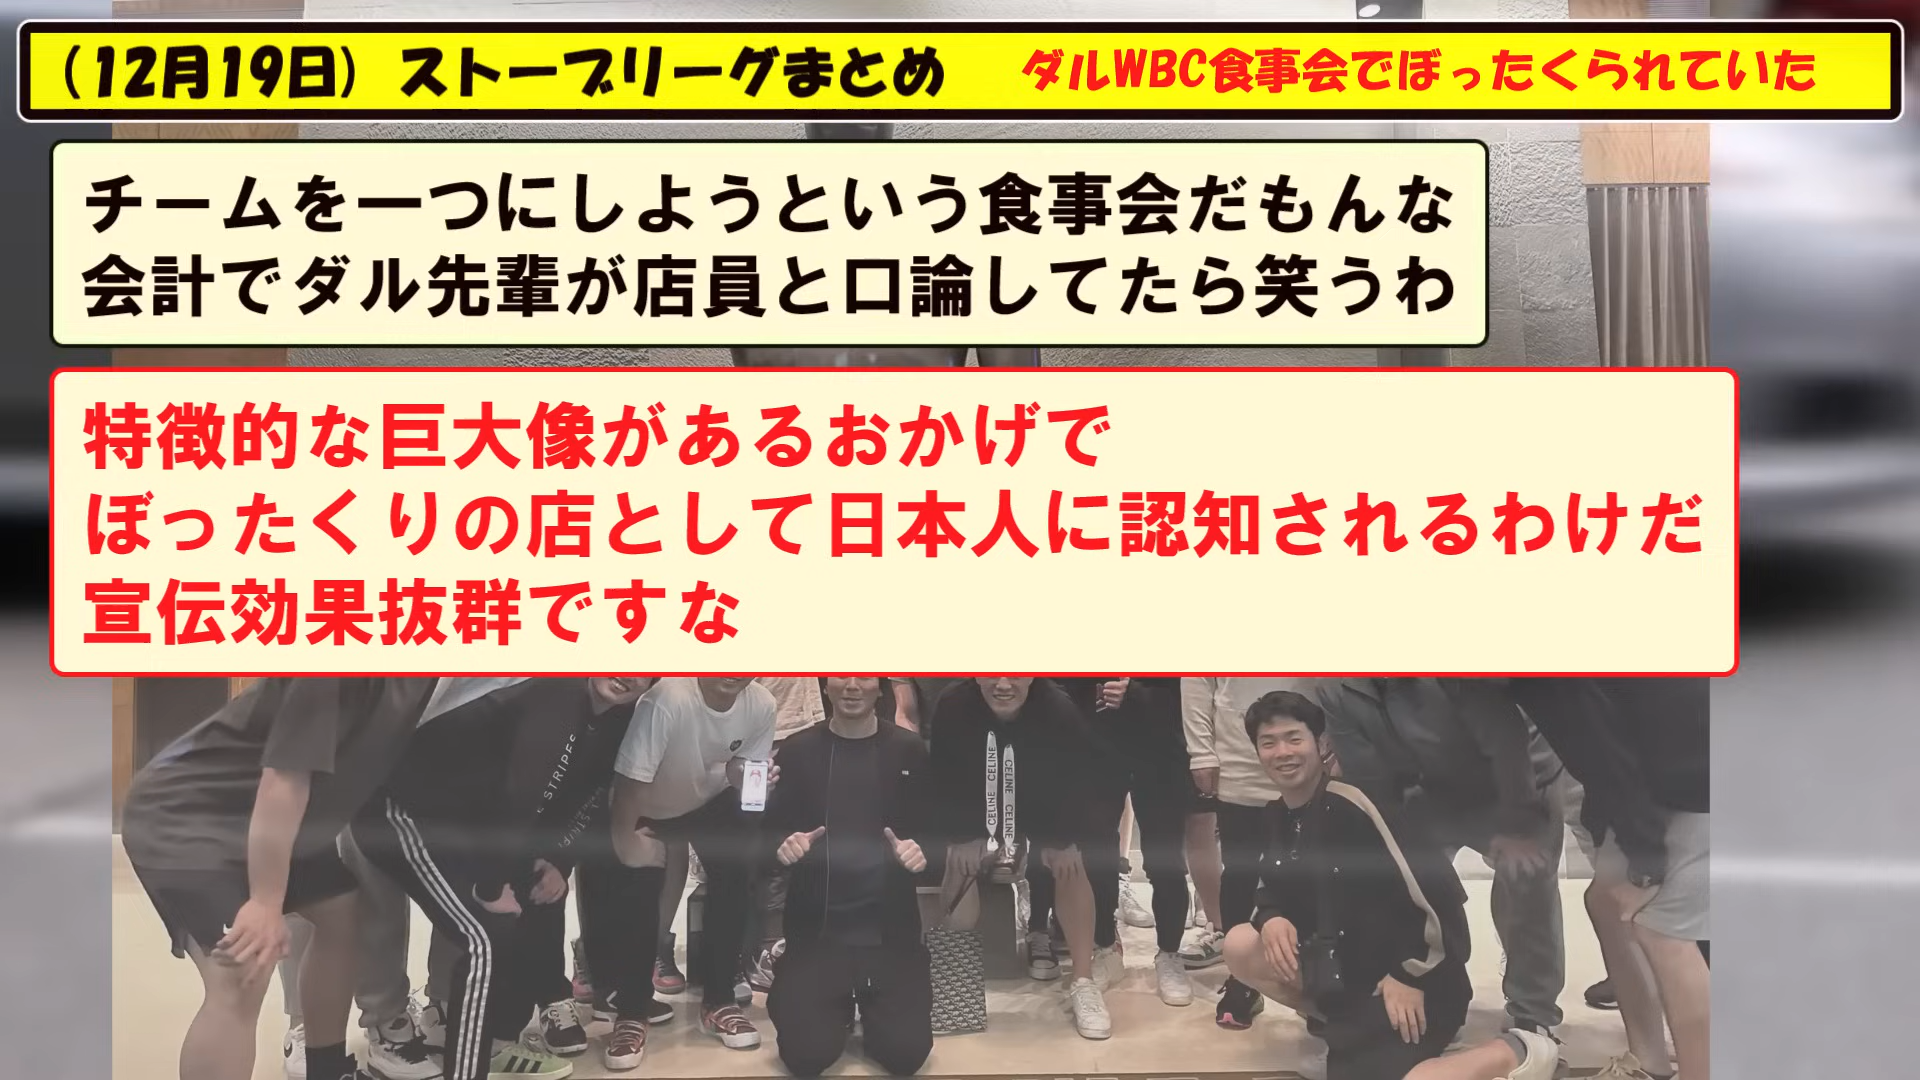 （12月19日）ストーブリーグまとめ　ダルWBC食事会でぼったくられていた
チームを一つにしようという食事会だもんな
会計でダル先輩が店員と口論してたら笑うわ
特徴的な巨大像があるおかげで
ぼったくりの店として日本人に認知されるわけだ
宣伝効果抜群ですな
STRIPES
CELINE CELINE
CELINE CELINE